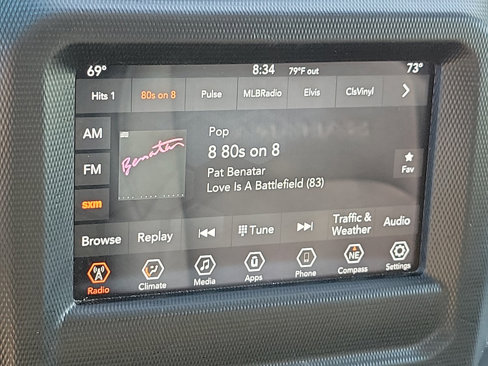 69° 8:34 79°F out 73°
Hits 1 80s on 8 Pulse MLBRadio Elvis ClsVinyl
AM
FM
sxm
Benatar
Pop
8 80s on 8
Pat Benatar
Love Is A Battlefield (83)
Fav
Browse Replay Tune Traffic & Weather Audio
Radio Climate Media Apps Phone NE Compass Settings